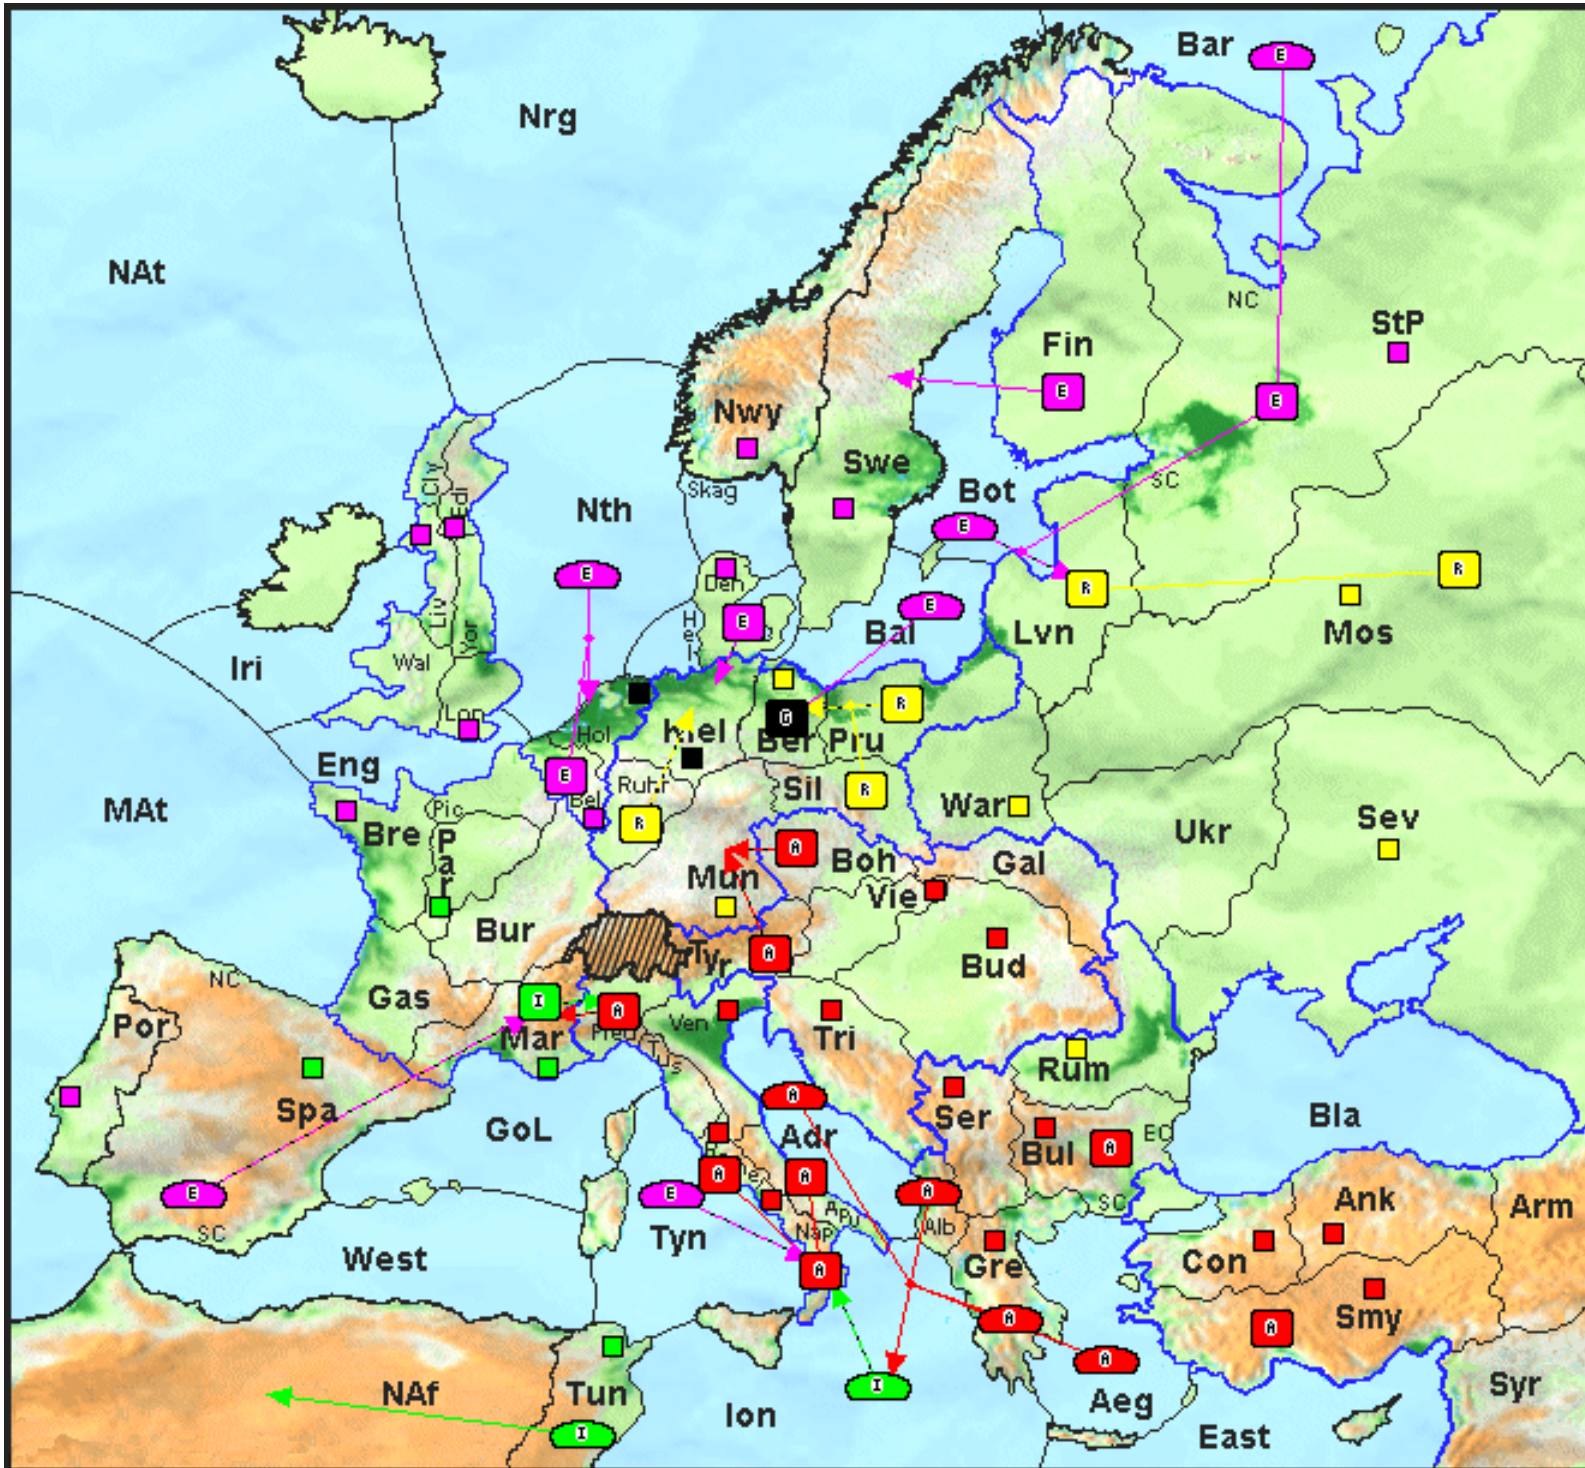 Bar
E
Nrg
NAt
NC
StP
Fin
E
E
Nwy
Swe
Cly
Edi
Skag
Bot
SC
Nth
E
E
R
R
Den
E
E
Hel
Bal
Lvn
Mos
Liv
Yor
Wal
Iri
Lon
Hol
Kiel
G
Ber
Pru
R
Eng
E
Bel
Ruhr
R
Sil
R
War
MAt
Pic
Bre
Par
Ukr
Sev
A
Boh
Gal
Mun
Vie
Bur
Tyr
A
Bud
NC
Gas
I
Mar
A
Pied
Ven
Tus
Tri
Por
Rum
Spa
GoL
A
Adr
Ser
Bul
A
EC
Bla
E
SC
E
A
A
Apu
Nap
A
Alb
SC
Ank
Arm
West
Tyn
A
Gre
Con
Smy
A
A
A
NAf
Tun
I
I
Ion
Aeg
East
Syr